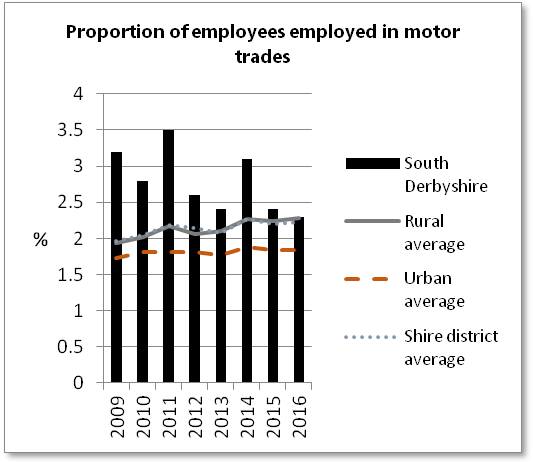 Proportion of employees employed in motor
trades
4
3.5
3
2.5
2
1.5
1
0.5
0
%
2009
2010
2011
2012
2013
2014
2015
2016
South
Derbyshire
Rural
average
Urban
average
Shire district
average